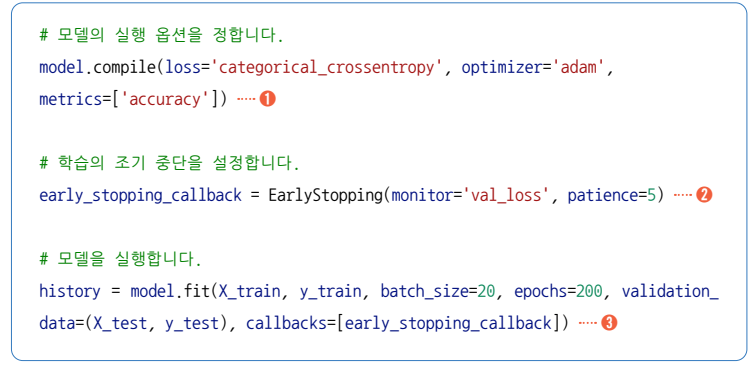 # 모델의 실행 옵션을 정합니다.
model.compile(loss='categorical_crossentropy', optimizer='adam',
metrics=['accuracy']) ---- ❶
# 학습의 조기 중단을 설정합니다.
early_stopping_callback = EarlyStopping(monitor='val_loss', patience=5) ---- ❷
# 모델을 실행합니다.
history = model.fit(X_train, y_train, batch_size=20, epochs=200, validation_
data=(X_test, y_test), callbacks=[early_stopping_callback]) ---- ❸